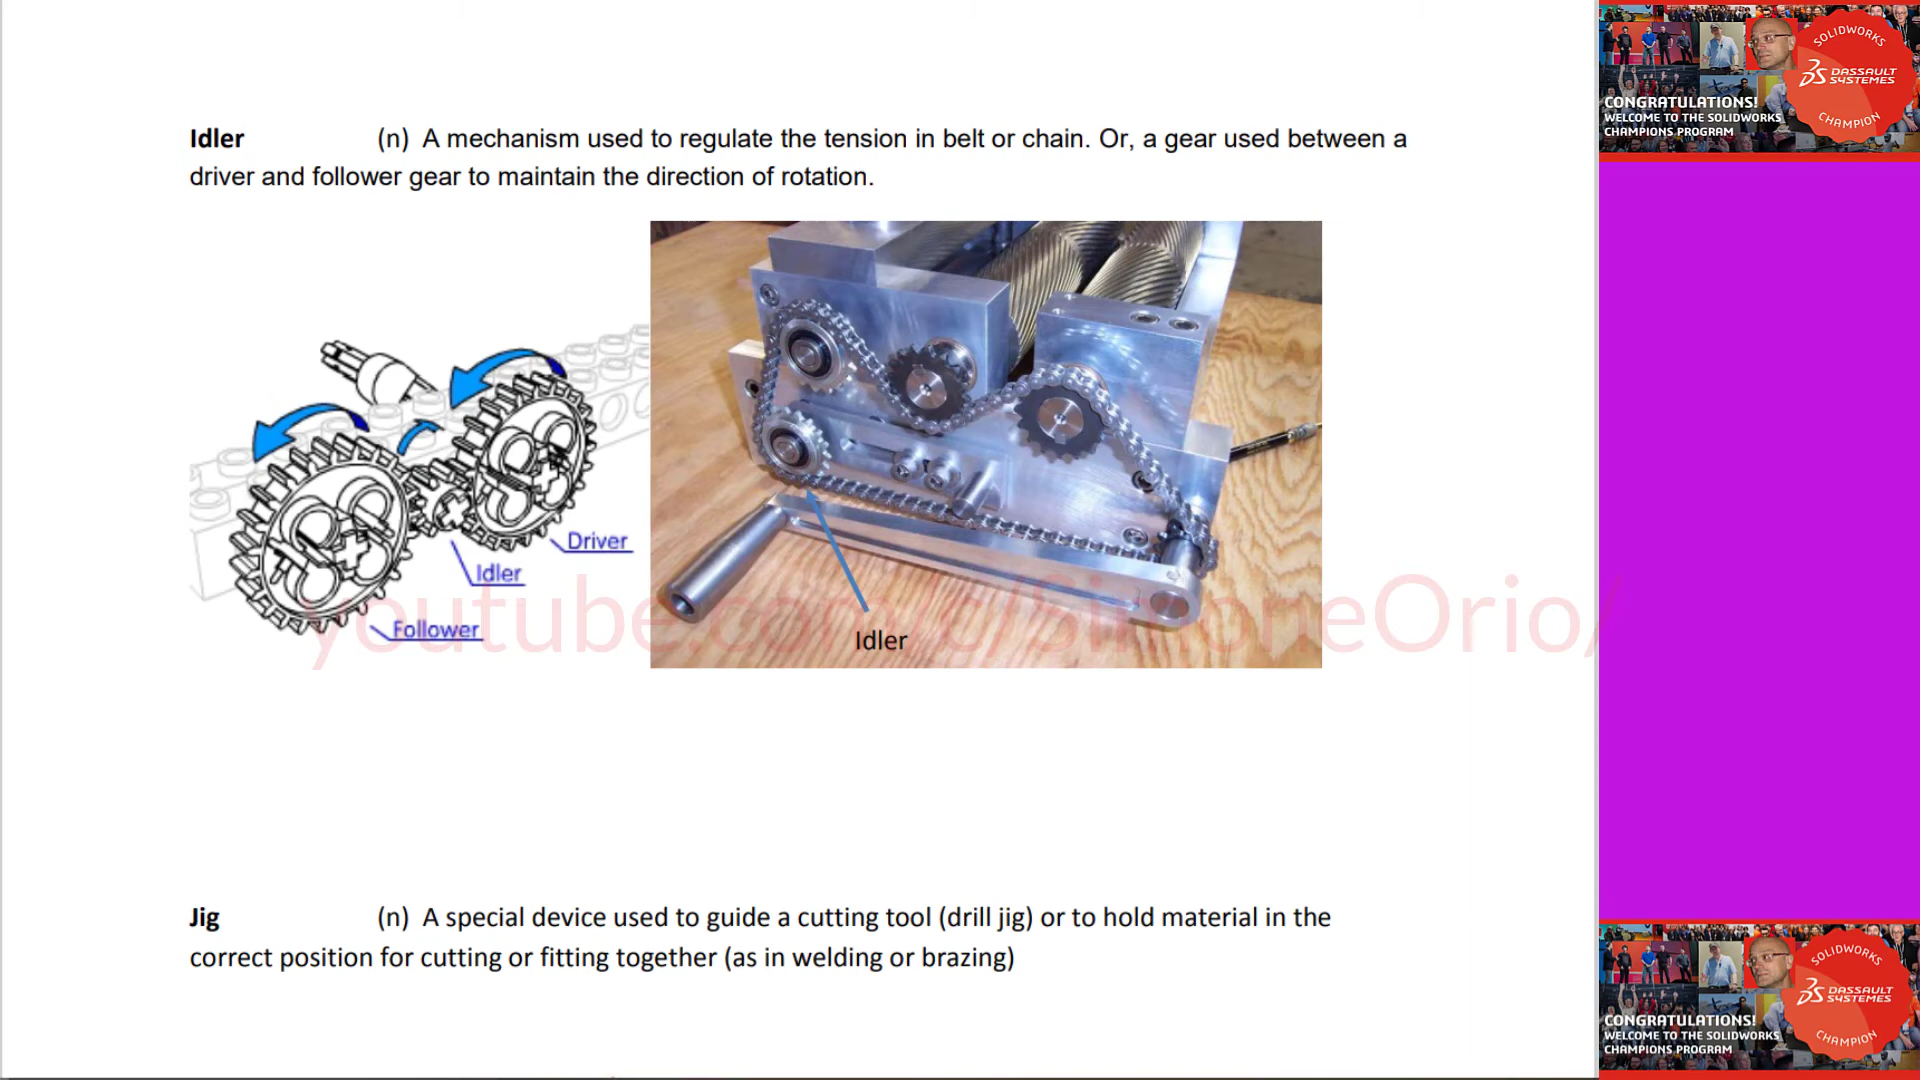 Idler (n) A mechanism used to regulate the tension in belt or chain. Or, a gear used between a
driver and follower gear to maintain the direction of rotation.
Driver
Idler
Follower
Idler
youtube.com/c/SimoneOrio/
Jig (n) A special device used to guide a cutting tool (drill jig) or to hold material in the
correct position for cutting or fitting together (as in welding or brazing)
SOLIDWORKS
DASSAULT
SYSTEMES
CHAMPION
CONGRATULATIONS!
WELCOME TO THE SOLIDWORKS
CHAMPIONS PROGRAM
SOLIDWORKS
DASSAULT
SYSTEMES
CHAMPION
CONGRATULATIONS!
WELCOME TO THE SOLIDWORKS
CHAMPIONS PROGRAM